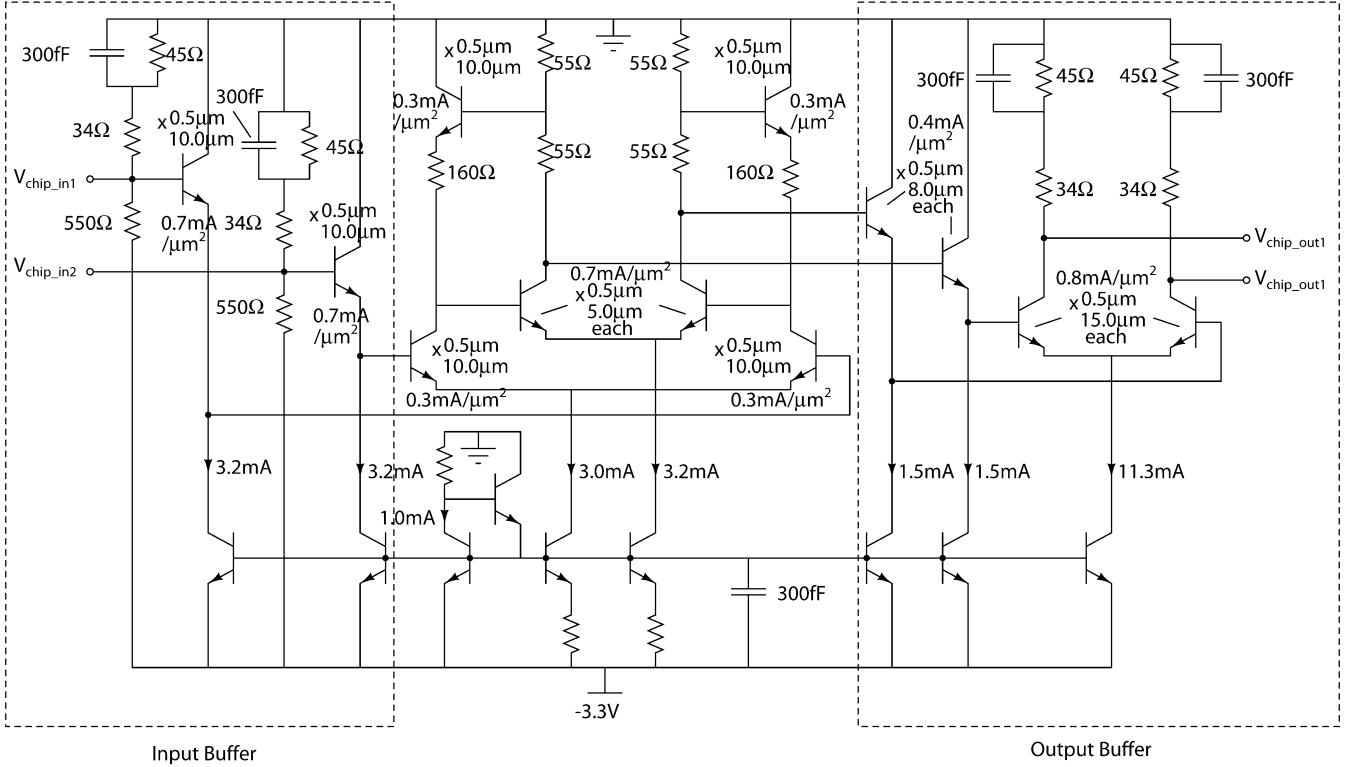 300fF
45Ω
34Ω
x 0.5μm
10.0μm
V chip_in1
550Ω
0.7mA
/μm²
300fF
45Ω
34Ω
x 0.5μm
10.0μm
V chip_in2
550Ω
0.7mA
/μm²
3.2mA
3.2mA
Input Buffer
x 0.5μm
10.0μm
0.3mA
/μm²
160Ω
55Ω
55Ω
55Ω
55Ω
x 0.5μm
10.0μm
0.3mA
/μm²
160Ω
0.7mA/μm²
x 0.5μm
5.0μm
each
x 0.5μm
10.0μm
0.3mA/μm²
x 0.5μm
10.0μm
0.3mA/μm²
1.0mA
3.0mA
3.2mA
300fF
-3.3V
0.4mA
/μm²
x 0.5μm
8.0μm
each
300fF
45Ω
45Ω
300fF
34Ω
34Ω
V chip_out1
V chip_out1
0.8mA/μm²
x 0.5μm
15.0μm
each
1.5mA
1.5mA
11.3mA
Output Buffer